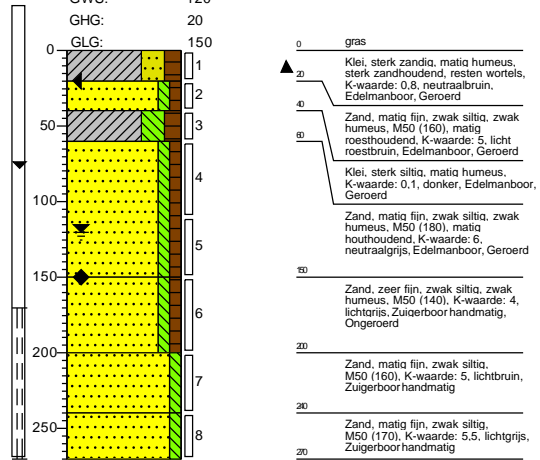 GWS: 120
GHG: 20
GLG: 150
0
50
100
150
200
250
1
2
3
4
5
6
7
8
0 gras
Klei, sterk zandig, matig humeus,
sterk zandhoudend, resten wortels,
K-waarde: 0,8, neutraalbruin,
Edelmanboor, Geroerd
20
Zand, matig fijn, zwak siltig, zwak
humeus, M50 (160), matig
roesthoudend, K-waarde: 5, licht
roestbruin, Edelmanboor, Geroerd
40
Klei, sterk siltig, matig humeus,
K-waarde: 0,1, donker, Edelmanboor,
Geroerd
60
Zand, matig fijn, zwak siltig, zwak
humeus, M50 (180), matig
houthoudend, K-waarde: 6,
neutraalgrijs, Edelmanboor, Geroerd
150
Zand, zeer fijn, zwak siltig, zwak
humeus, M50 (140), K-waarde: 4,
lichtgrijs, Zuigerboor handmatig,
Ongeroerd
200
Zand, matig fijn, zwak siltig,
M50 (160), K-waarde: 5, lichtbruin,
Zuigerboor handmatig
240
Zand, matig fijn, zwak siltig,
M50 (170), K-waarde: 5,5, lichtgrijs,
Zuigerboor handmatig
270